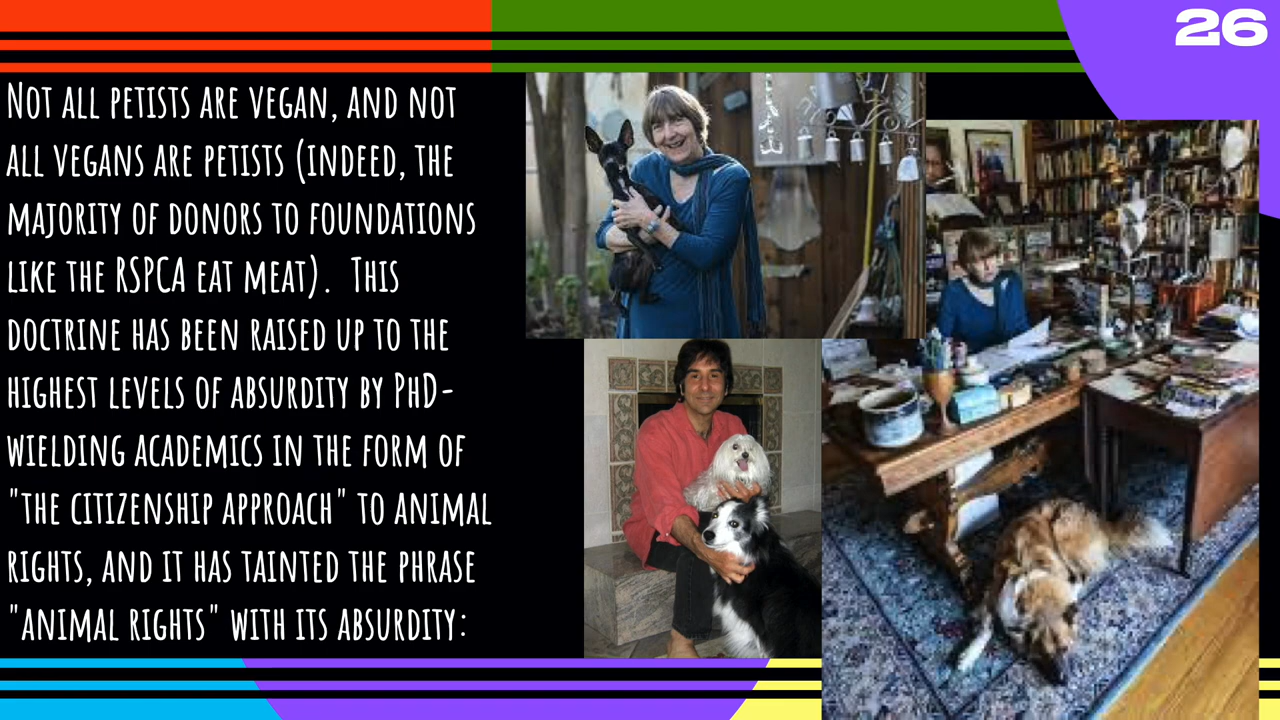 26
Not all petists are vegan, and not
all vegans are petists (indeed, the
majority of donors to foundations
like the RSPCA eat meat).  This
doctrine has been raised up to the
highest levels of absurdity by PhD-
wielding academics in the form of
"the citizenship approach" to animal
rights, and it has tainted the phrase
"animal rights" with its absurdity: